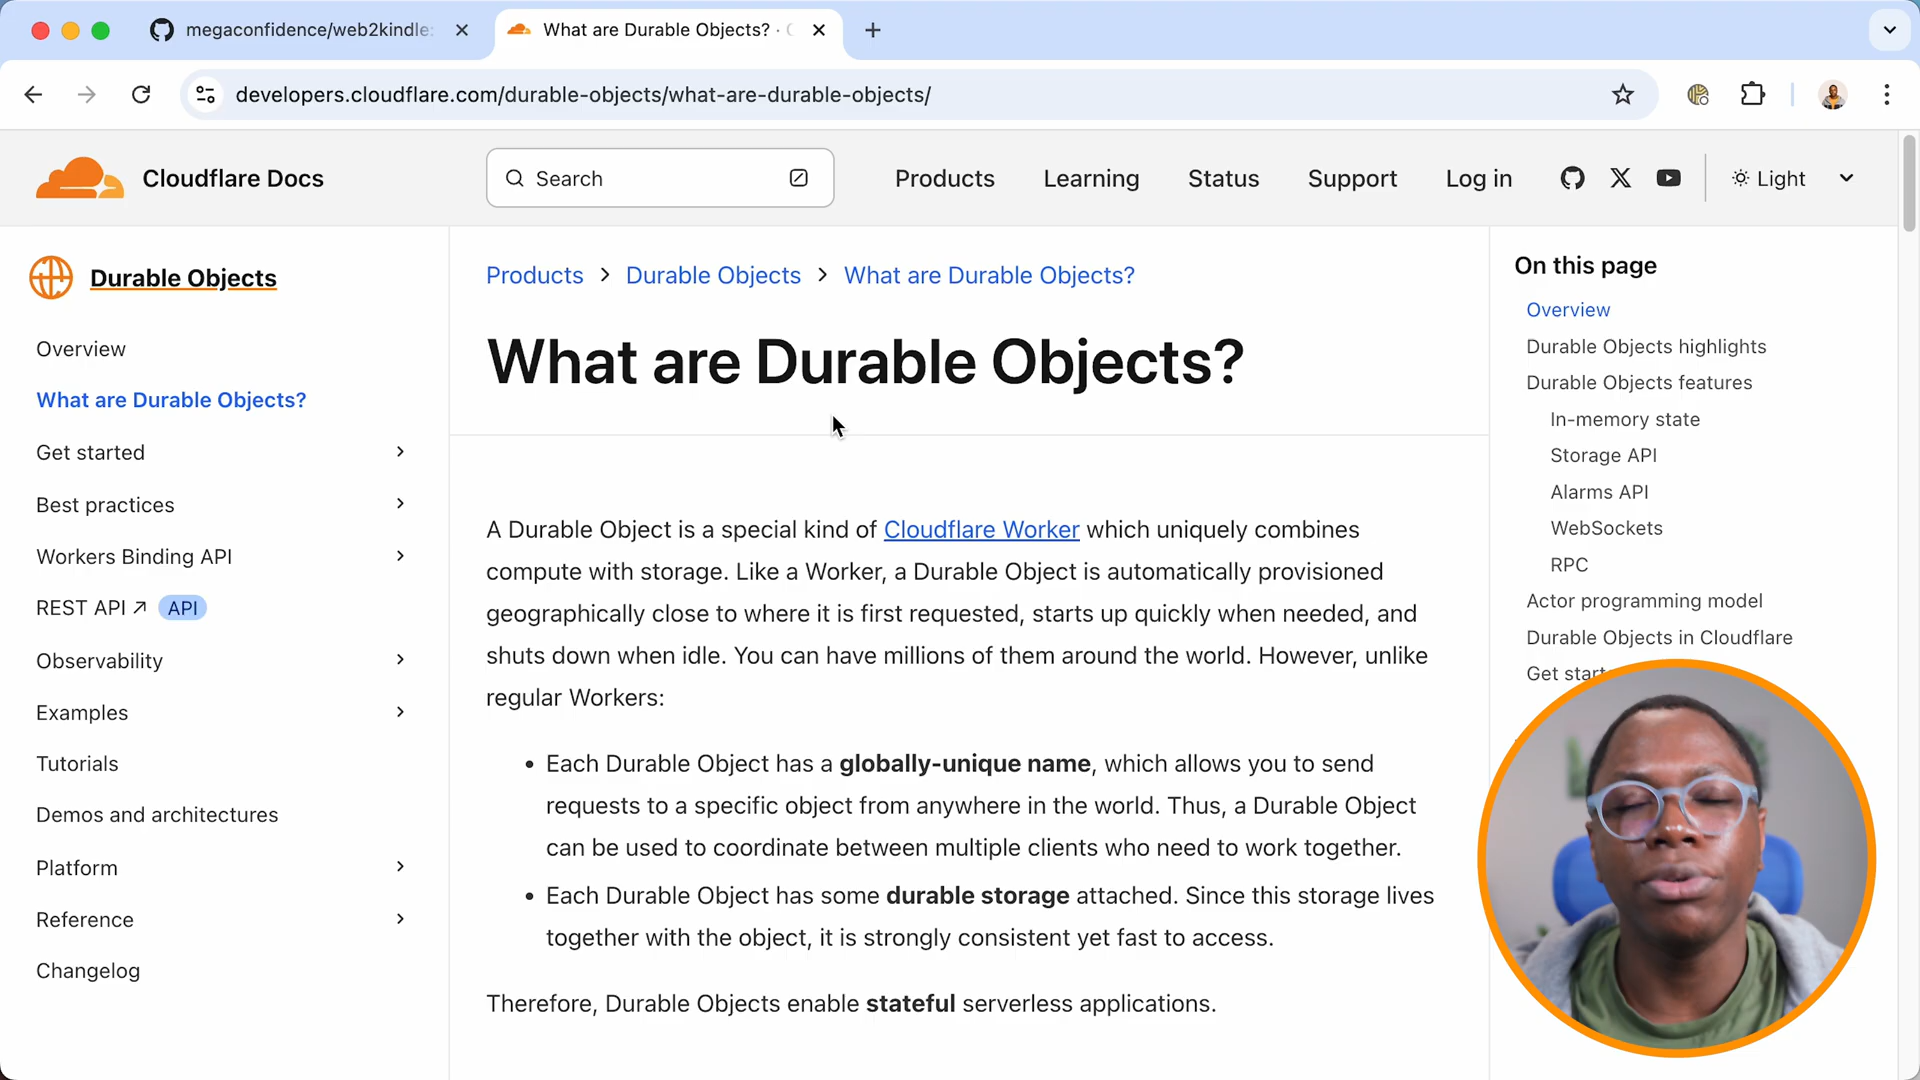 megaconfidence/web2kindle:
What are Durable Objects? ·
developers.cloudflare.com/durable-objects/what-are-durable-objects/
Cloudflare Docs
Search
Products
Learning
Status
Support
Log in
Light
Durable Objects
Overview
What are Durable Objects?
Get started
Best practices
Workers Binding API
REST API ↗ API
Observability
Examples
Tutorials
Demos and architectures
Platform
Reference
Changelog
Products > Durable Objects > What are Durable Objects?
What are Durable Objects?
A Durable Object is a special kind of Cloudflare Worker which uniquely combines
compute with storage. Like a Worker, a Durable Object is automatically provisioned
geographically close to where it is first requested, starts up quickly when needed, and
shuts down when idle. You can have millions of them around the world. However, unlike
regular Workers:
• Each Durable Object has a globally-unique name, which allows you to send
requests to a specific object from anywhere in the world. Thus, a Durable Object
can be used to coordinate between multiple clients who need to work together.
• Each Durable Object has some durable storage attached. Since this storage lives
together with the object, it is strongly consistent yet fast to access.
Therefore, Durable Objects enable stateful serverless applications.
On this page
Overview
Durable Objects highlights
Durable Objects features
In-memory state
Storage API
Alarms API
WebSockets
RPC
Actor programming model
Durable Objects in Cloudflare
Get start